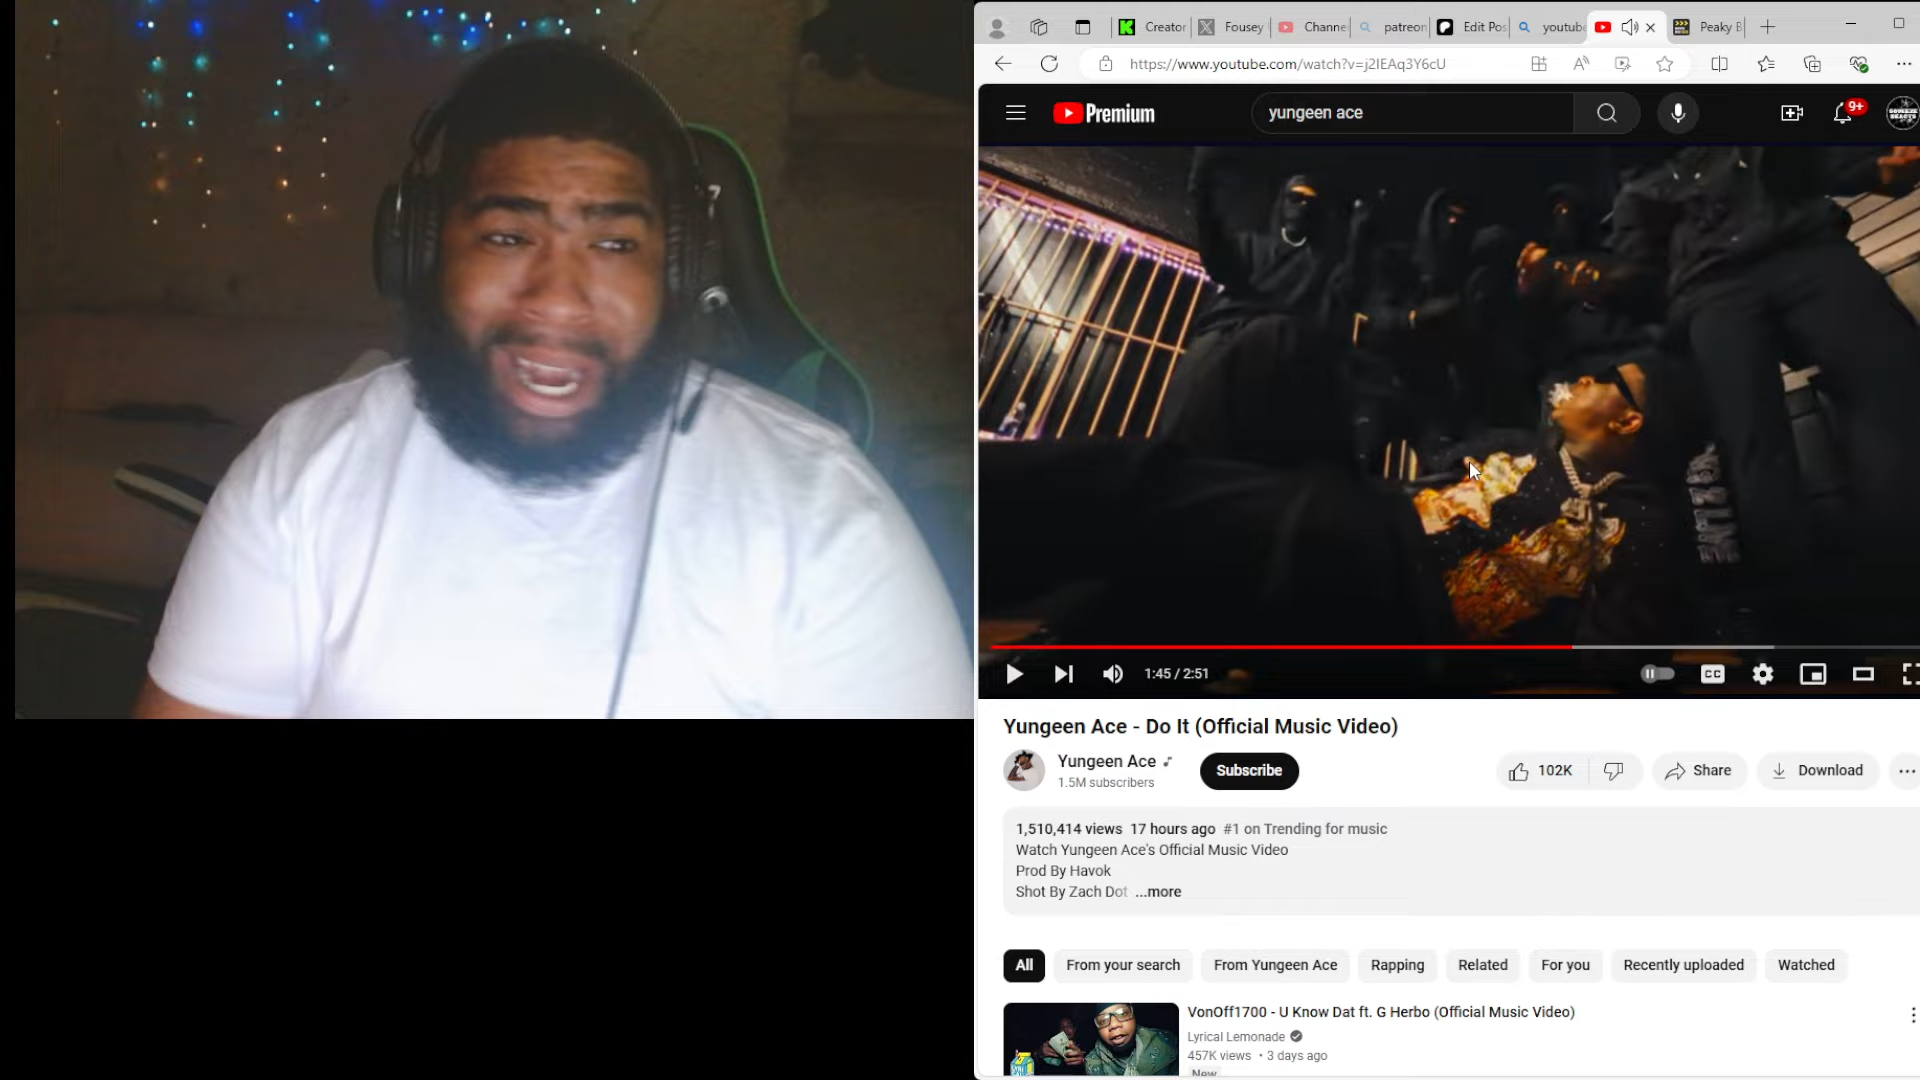 Creator
Fousey
Channe
patreon
Edit Pos
youtube
Peaky B
https://www.youtube.com/watch?v=j2IEAq3Y6cU
Premium
yungeen ace
9+
1:45 / 2:51
CC
Yungeen Ace - Do It (Official Music Video)
Yungeen Ace
1.5M subscribers
Subscribe
102K
Share
Download
1,510,414 views 17 hours ago #1 on Trending for music
Watch Yungeen Ace's Official Music Video
Prod By Havok
Shot By Zach Dot ...more
All
From your search
From Yungeen Ace
Rapping
Related
For you
Recently uploaded
Watched
VonOff1700 - U Know Dat ft. G Herbo (Official Music Video)
Lyrical Lemonade
457K views • 3 days ago
New